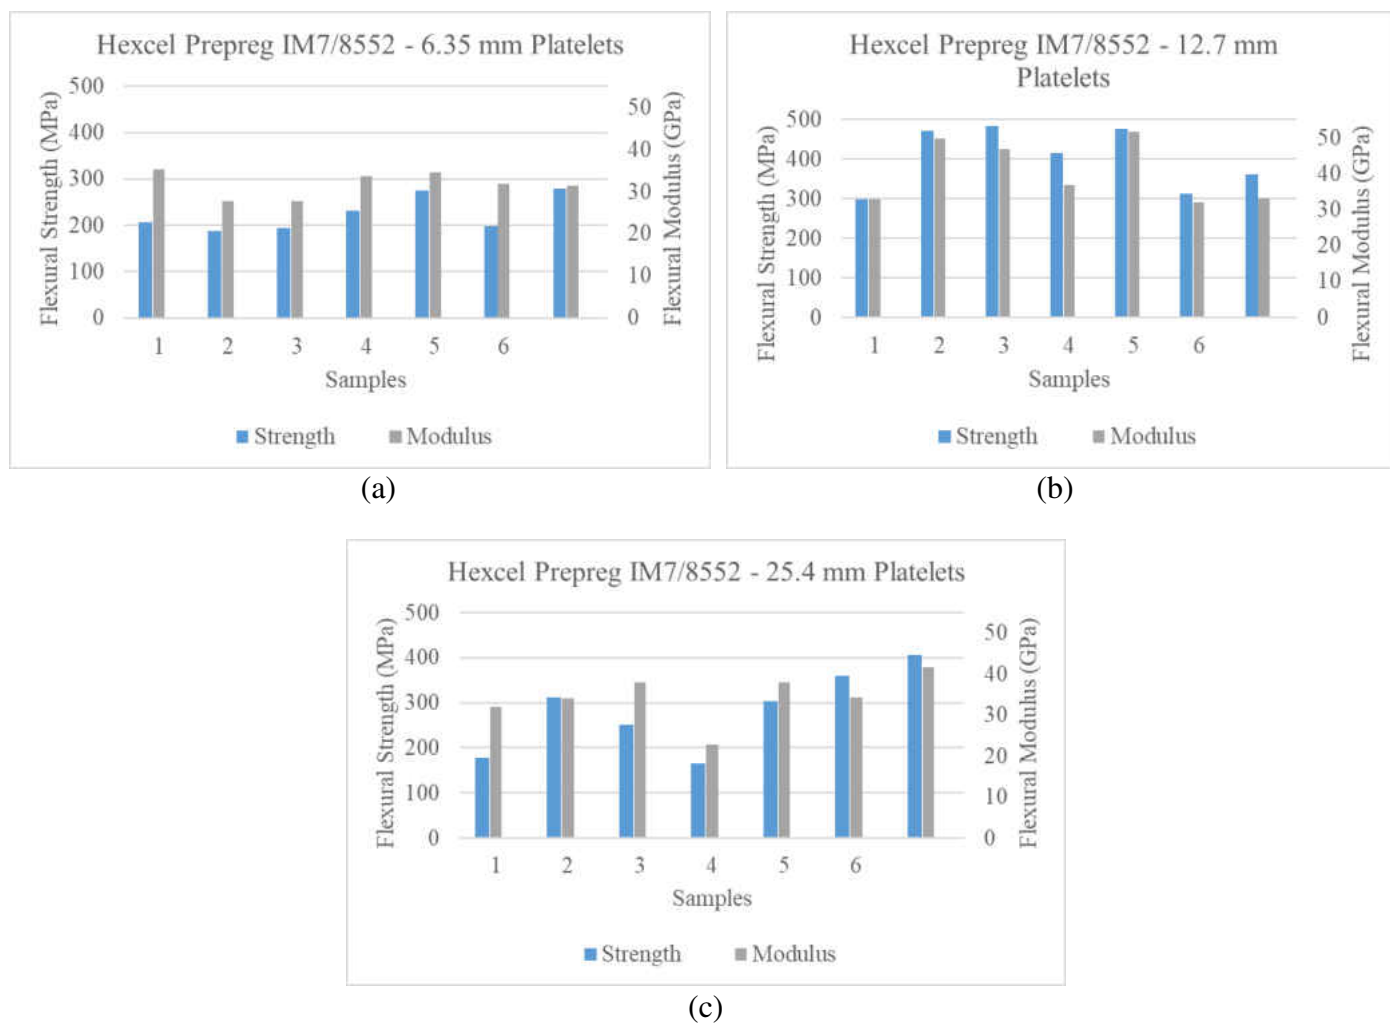 Hexcel Prepreg IM7/8552 - 6.35 mm Platelets
Flexural Strength (MPa)
500
400
300
200
100
0
50
40
30
20
10
0
Flexural Modulus (GPa)
1 2 3 4 5 6
Samples
Strength Modulus
(a)
Hexcel Prepreg IM7/8552 - 12.7 mm
Platelets
Flexural Strength (MPa)
500
400
300
200
100
0
50
40
30
20
10
0
Flexural Modulus (GPa)
1 2 3 4 5 6
Samples
Strength Modulus
(b)
Hexcel Prepreg IM7/8552 - 25.4 mm Platelets
Flexural Strength (MPa)
500
400
300
200
100
0
50
40
30
20
10
0
Flexural Modulus (GPa)
1 2 3 4 5 6
Samples
Strength Modulus
(c)